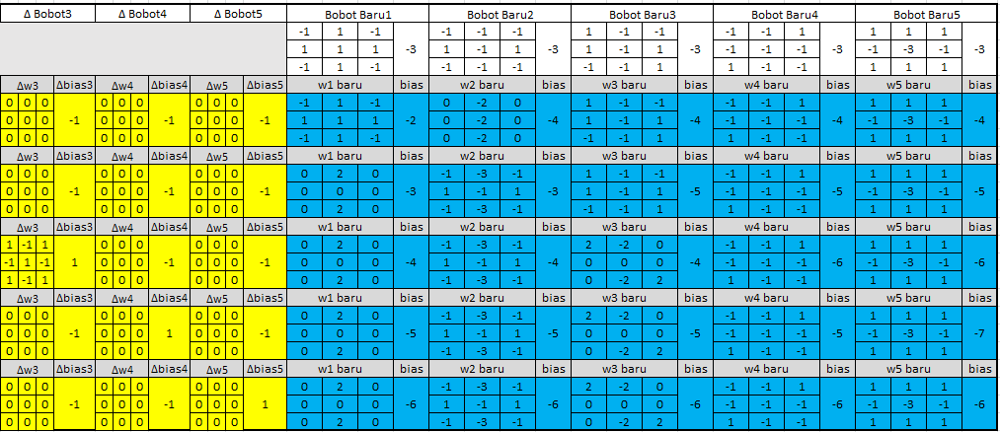 Δ Bobot3 Δ Bobot4 Δ Bobot5 Bobot Baru1 Bobot Baru2 Bobot Baru3 Bobot Baru4 Bobot Baru5
-1 1 -1 -1 -1 -1 1 -1 -1 -1 -1 1 1 1 1
1 1 1 -3 1 -1 1 -3 1 -1 1 -3 -1 -1 -1 -3 -1 -3 -1 -3
-1 1 -1 -1 -1 -1 -1 -1 1 1 -1 -1 1 1 1
Δw3 Δbias3 Δw4 Δbias4 Δw5 Δbias5 w1 baru bias w2 baru bias w3 baru bias w4 baru bias w5 baru bias
0 0 0 0 0 0 0 0 0 -1 1 -1 0 -2 0 1 -1 -1 -1 -1 1 1 1 1
0 0 0 -1 0 0 0 -1 0 0 0 -1 1 1 1 -2 0 -2 0 -4 1 -1 1 -4 -1 -1 -1 -4 -1 -3 -1 -4
0 0 0 0 0 0 0 0 0 -1 1 -1 0 -2 0 -1 -1 1 1 -1 -1 1 1 1
Δw3 Δbias3 Δw4 Δbias4 Δw5 Δbias5 w1 baru bias w2 baru bias w3 baru bias w4 baru bias w5 baru bias
0 0 0 0 0 0 0 0 0 0 2 0 -1 -3 -1 1 -1 -1 -1 -1 1 1 1 1
0 0 0 -1 0 0 0 -1 0 0 0 -1 0 0 0 -3 1 -1 1 -3 1 -1 1 -5 -1 -1 -1 -5 -1 -3 -1 -5
0 0 0 0 0 0 0 0 0 0 2 0 -1 -3 -1 -1 -1 1 1 -1 -1 1 1 1
Δw3 Δbias3 Δw4 Δbias4 Δw5 Δbias5 w1 baru bias w2 baru bias w3 baru bias w4 baru bias w5 baru bias
1 -1 1 0 0 0 0 0 0 0 2 0 -1 -3 -1 2 -2 0 -1 -1 1 1 1 1
-1 1 -1 1 0 0 0 -1 0 0 0 -1 0 0 0 -4 1 -1 1 -4 0 0 0 -4 -1 -1 -1 -6 -1 -3 -1 -6
1 -1 1 0 0 0 0 0 0 0 2 0 -1 -3 -1 0 -2 2 1 -1 -1 1 1 1
Δw3 Δbias3 Δw4 Δbias4 Δw5 Δbias5 w1 baru bias w2 baru bias w3 baru bias w4 baru bias w5 baru bias
0 0 0 0 0 0 0 0 0 0 2 0 -1 -3 -1 2 -2 0 -1 -1 1 1 1 1
0 0 0 -1 0 0 0 1 0 0 0 -1 0 0 0 -5 1 -1 1 -5 0 0 0 -5 -1 -1 -1 -5 -1 -3 -1 -7
0 0 0 0 0 0 0 0 0 0 2 0 -1 -3 -1 0 -2 2 1 -1 -1 1 1 1
Δw3 Δbias3 Δw4 Δbias4 Δw5 Δbias5 w1 baru bias w2 baru bias w3 baru bias w4 baru bias w5 baru bias
0 0 0 0 0 0 0 0 0 0 2 0 -1 -3 -1 2 -2 0 -1 -1 1 1 1 1
0 0 0 -1 0 0 0 -1 0 0 0 1 0 0 0 -6 1 -1 1 -6 0 0 0 -6 -1 -1 -1 -6 -1 -3 -1 -6
0 0 0 0 0 0 0 0 0 0 2 0 -1 -3 -1 0 -2 2 1 -1 -1 1 1 1